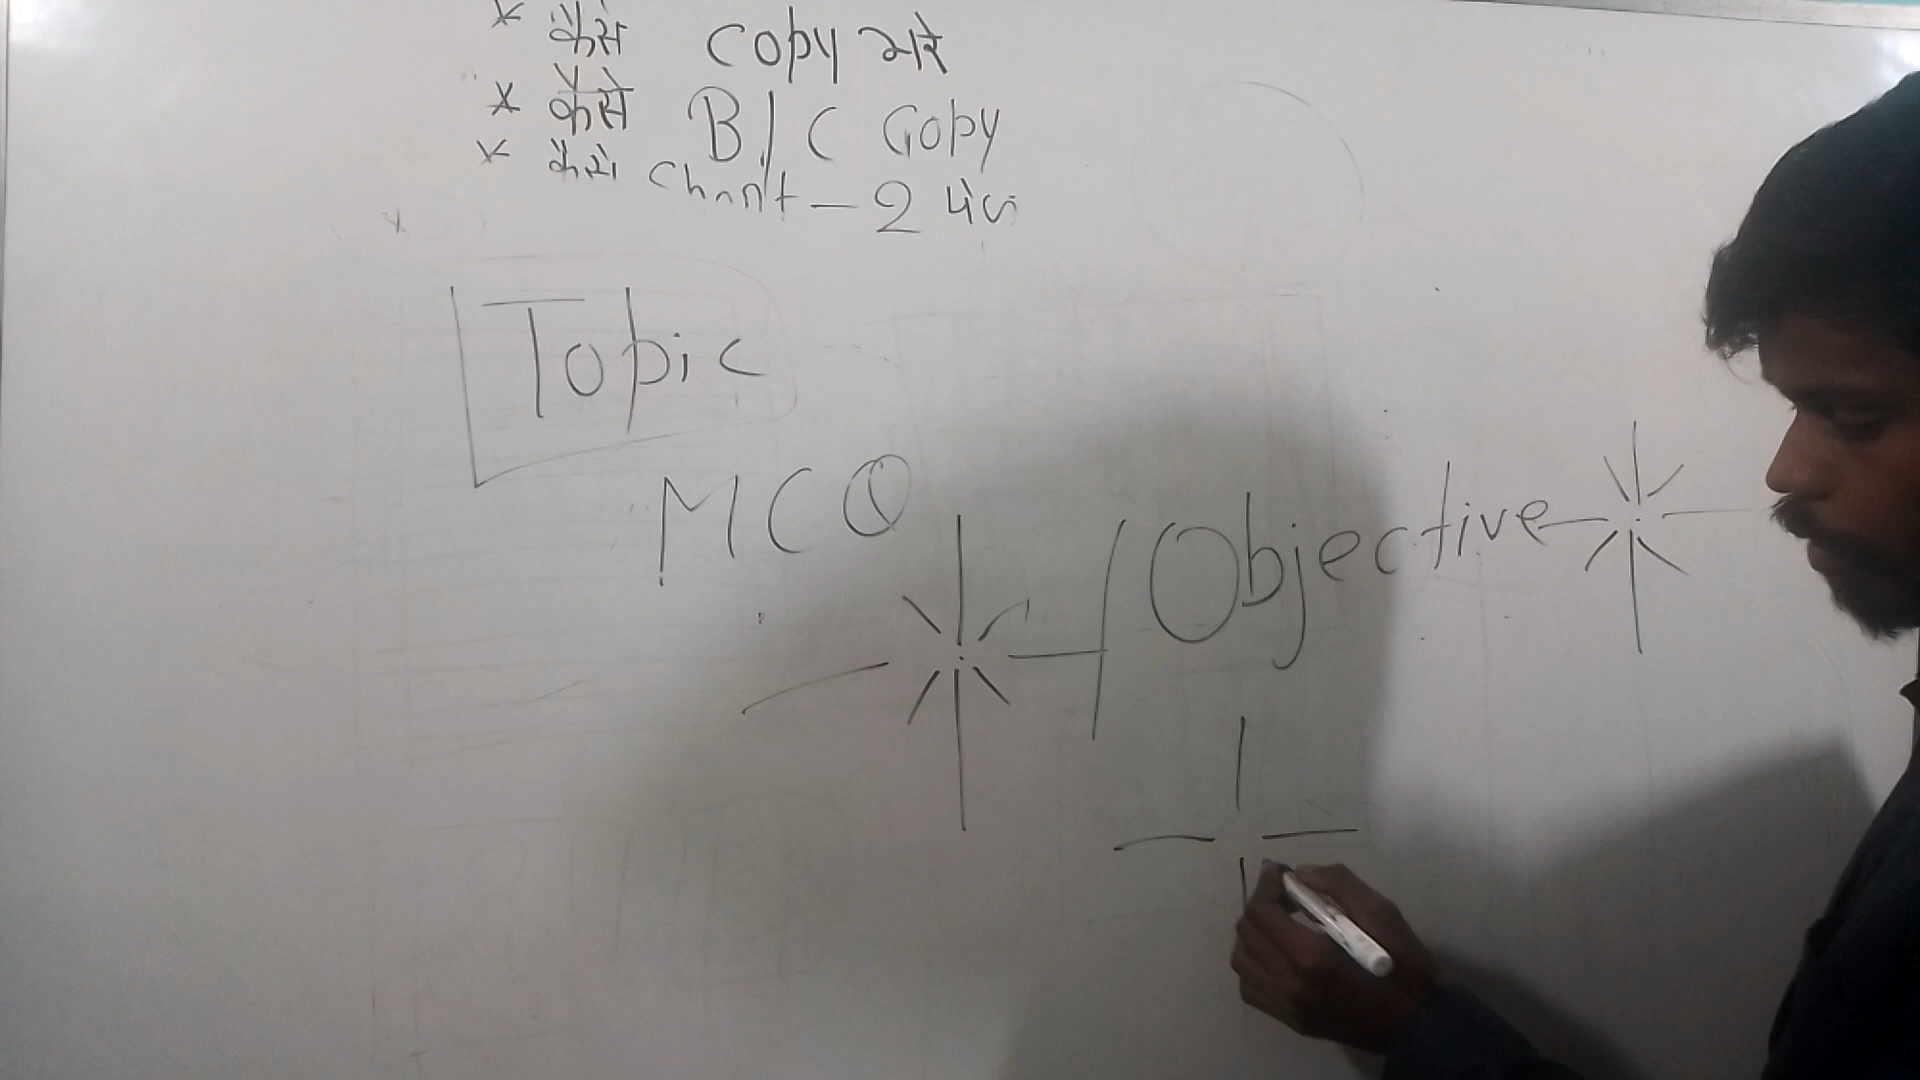 * कैसे Copy भरे
* कैसे B/C Copy
* कैसे Chart - 2 पेज
Topic
MCQ / Objective